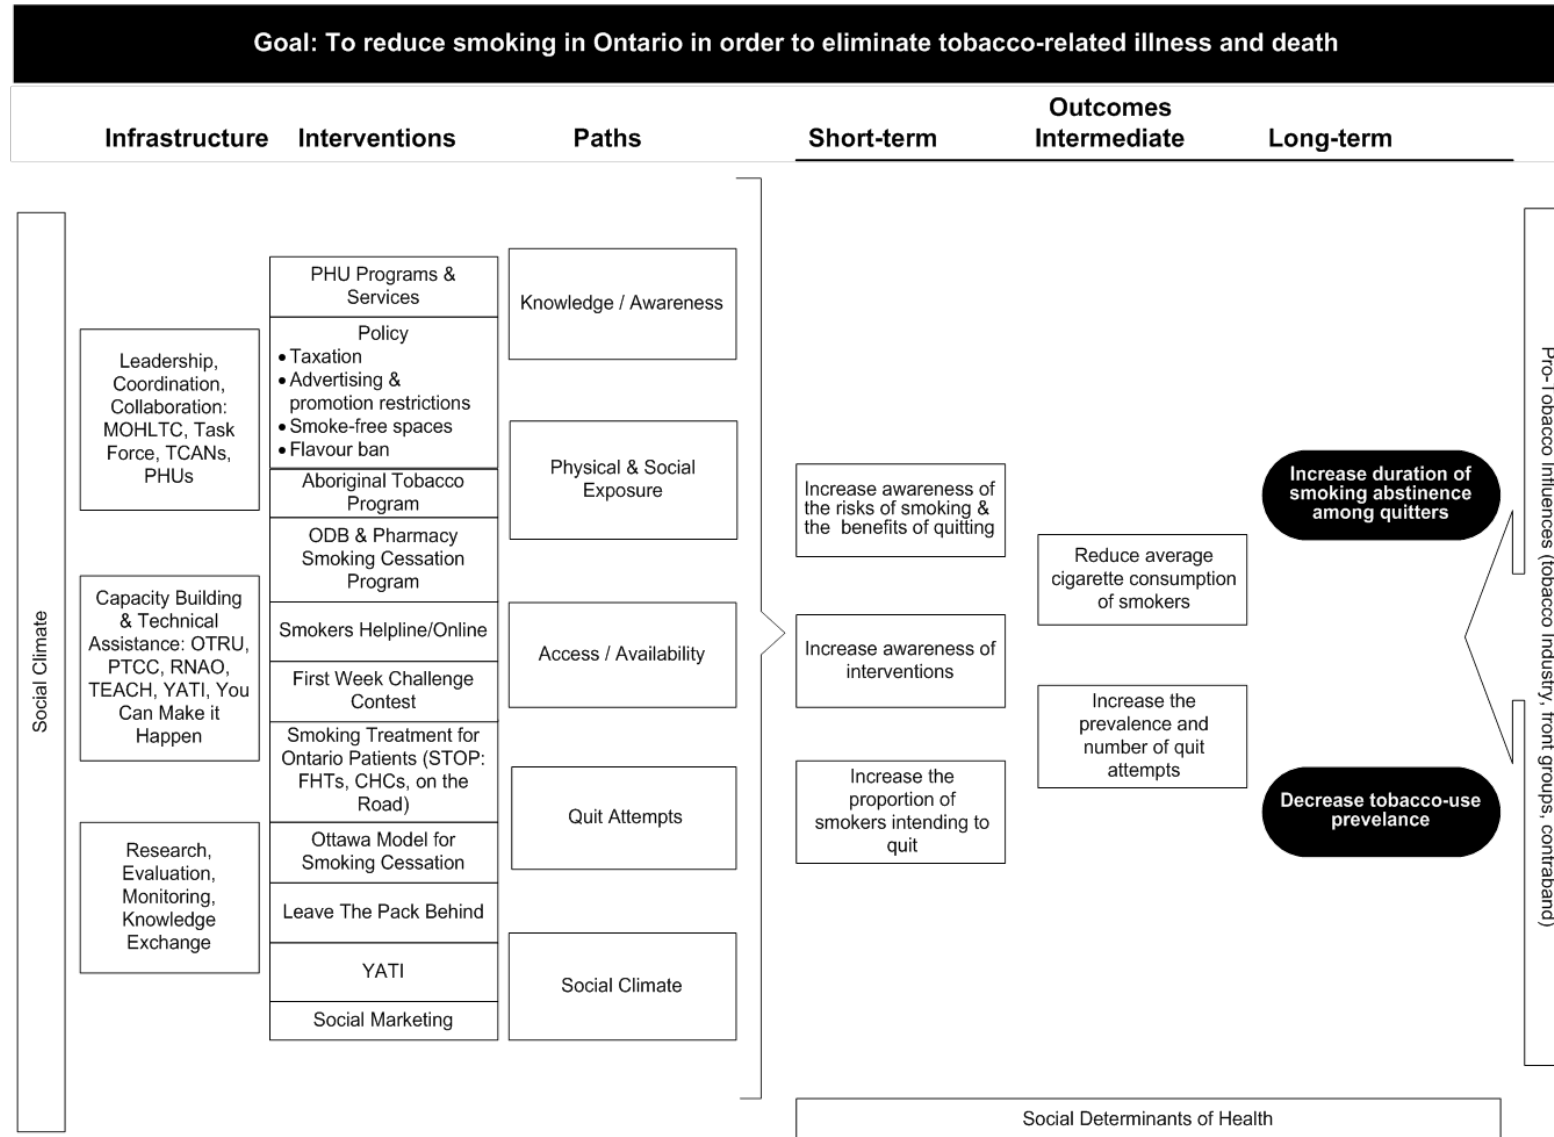 Goal: To reduce smoking in Ontario in order to eliminate tobacco-related illness and death
Infrastructure
Interventions
Paths
Outcomes
Short-term
Intermediate
Long-term
Social Climate
Leadership,
Coordination,
Collaboration:
MOHLTC, Task
Force, TCANs,
PHUs
Capacity Building
& Technical
Assistance: OTRU,
PTCC, RNAO,
TEACH, YATI, You
Can Make it
Happen
Research,
Evaluation,
Monitoring,
Knowledge
Exchange
PHU Programs &
Services
Policy
• Taxation
• Advertising &
promotion restrictions
• Smoke-free spaces
• Flavour ban
Aboriginal Tobacco
Program
ODB & Pharmacy
Smoking Cessation
Program
Smokers Helpline/Online
First Week Challenge
Contest
Smoking Treatment for
Ontario Patients (STOP:
FHTs, CHCs, on the
Road)
Ottawa Model for
Smoking Cessation
Leave The Pack Behind
YATI
Social Marketing
Knowledge / Awareness
Physical & Social
Exposure
Access / Availability
Quit Attempts
Social Climate
Increase awareness of
the risks of smoking &
the benefits of quitting
Increase awareness of
interventions
Increase the
proportion of
smokers intending to
quit
Reduce average
cigarette consumption
of smokers
Increase the
prevalence and
number of quit
attempts
Increase duration of
smoking abstinence
among quitters
Decrease tobacco-use
prevelance
Pro-Tobacco Influences (tobacco Industry, front groups, contraband)
Social Determinants of Health